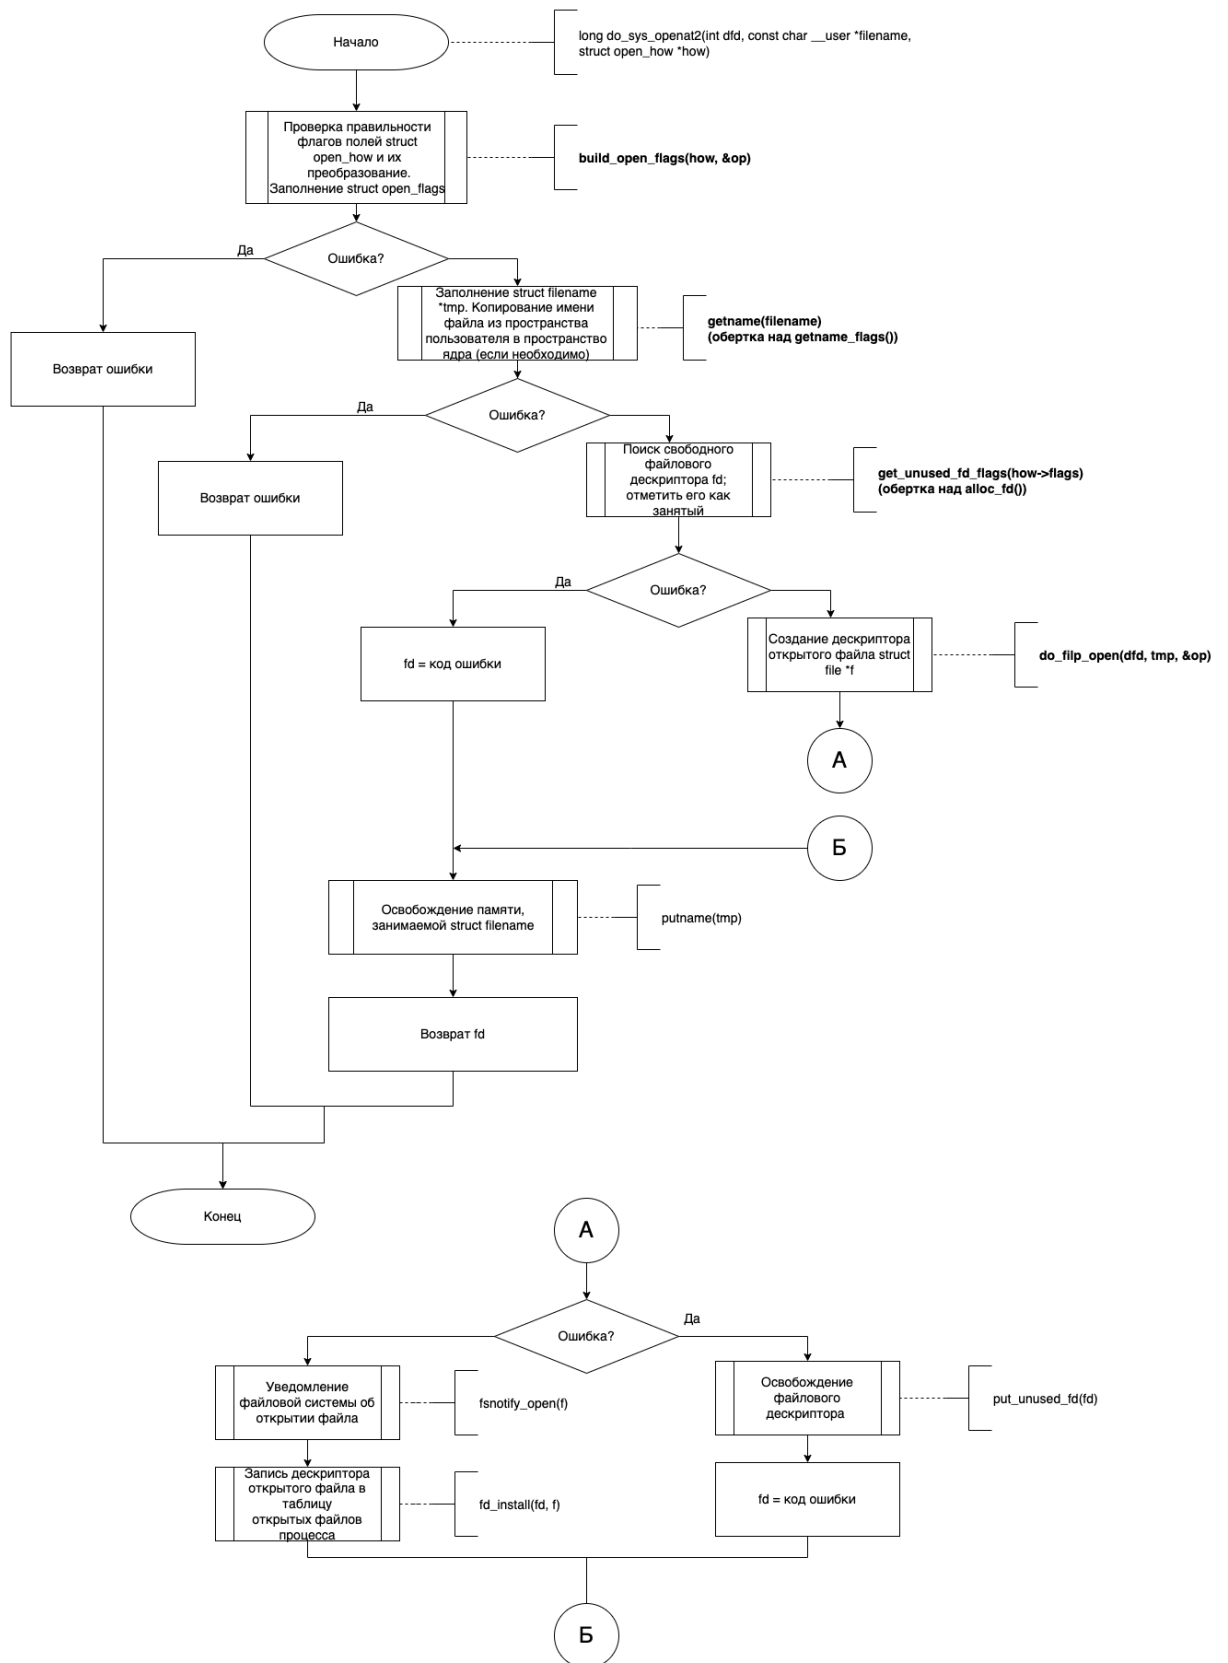 Начало
long do_sys_openat2(int dfd, const char __user *filename,
struct open_how *how)
Проверка правильности
флагов полей struct
open_how и их
преобразование.
Заполнение struct open_flags
build_open_flags(how, &op)
Да
Ошибка?
Заполнение struct filename
*tmp. Копирование имени
файла из пространства
пользователя в пространство
ядра (если необходимо)
getname(filename)
(обертка над getname_flags())
Возврат ошибки
Да
Ошибка?
Поиск свободного
файлового
дескриптора fd;
отметить его как
занятый
get_unused_fd_flags(how->flags)
(обертка над alloc_fd())
Возврат ошибки
Да
Ошибка?
fd = код ошибки
Создание дескриптора
открытого файла struct
file *f
do_filp_open(dfd, tmp, &op)
А
Б
Освобождение памяти,
занимаемой struct filename
putname(tmp)
Возврат fd
Конец
А
Ошибка?
Да
Уведомление
файловой системы об
открытии файла
fsnotify_open(f)
Освобождение
файлового
дескриптора
put_unused_fd(fd)
Запись дескриптора
открытого файла в
таблицу
открытых файлов
процесса
fd_install(fd, f)
fd = код ошибки
Б